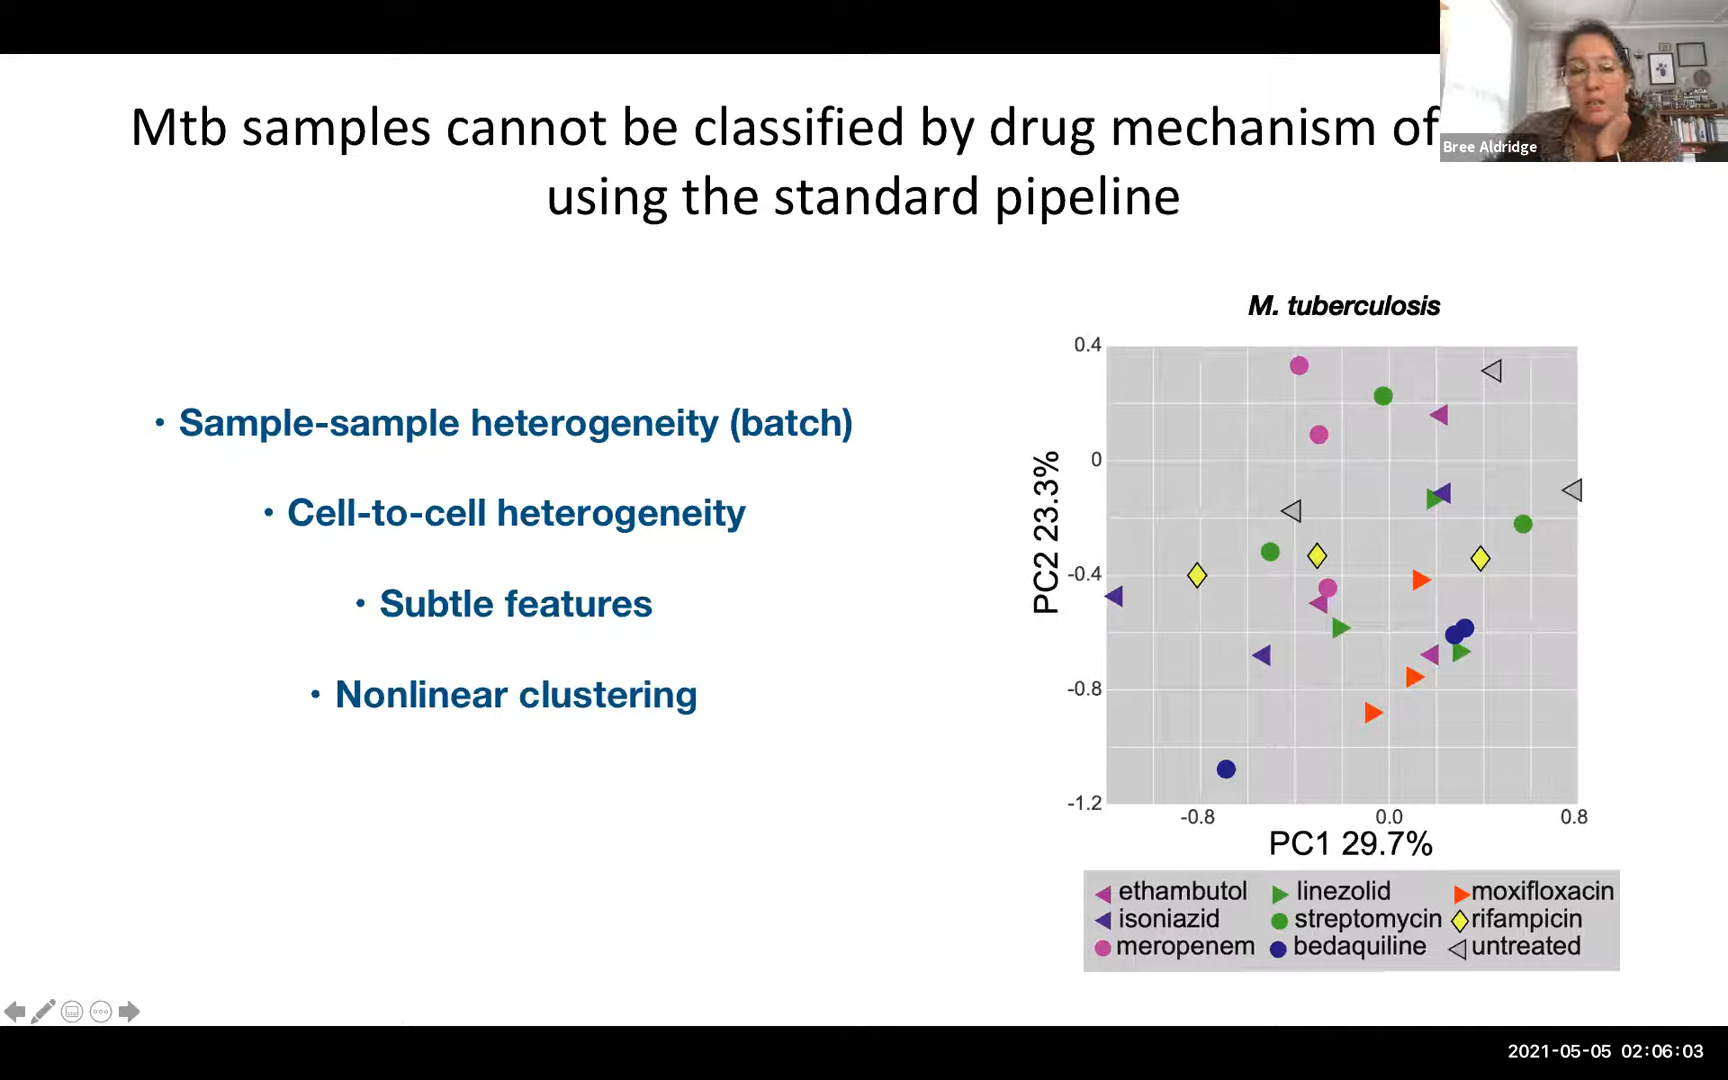 Mtb samples cannot be classified by drug mechanism of
using the standard pipeline
Bree Aldridge
• Sample-sample heterogeneity (batch)
• Cell-to-cell heterogeneity
• Subtle features
• Nonlinear clustering
M. tuberculosis
0.4
0
-0.4
-0.8
-1.2
PC2 23.3%
-0.8 0.0 0.8
PC1 29.7%
ethambutol linezolid moxifloxacin
isoniazid streptomycin rifampicin
meropenem bedaquiline untreated
2021-05-05 02:06:03